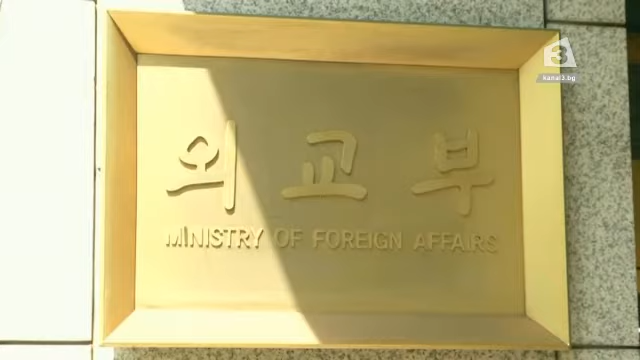 3
kanal3.bg
외교부
MINISTRY OF FOREIGN AFFAIRS